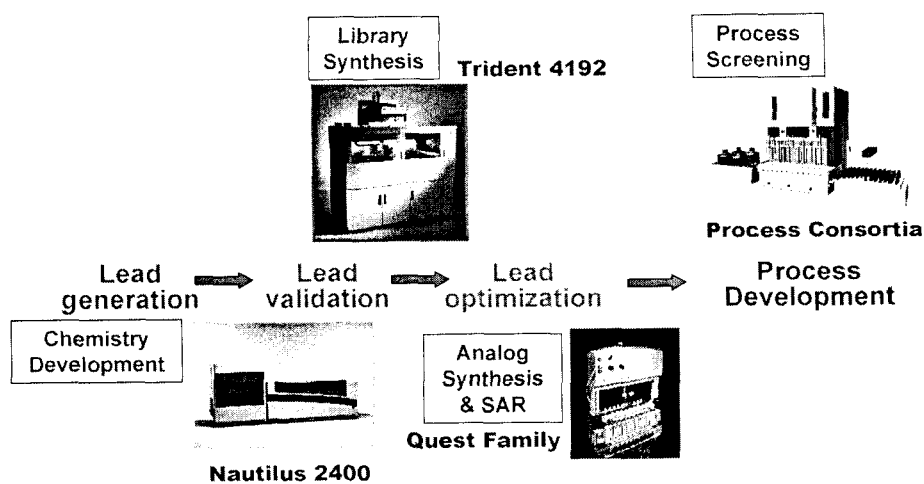 Library
Synthesis
Trident 4192
Process
Screening
Process Consortia
Lead
generation
Lead
validation
Lead
optimization
Process
Development
Chemistry
Development
Nautilus 2400
Analog
Synthesis
& SAR
Quest Family